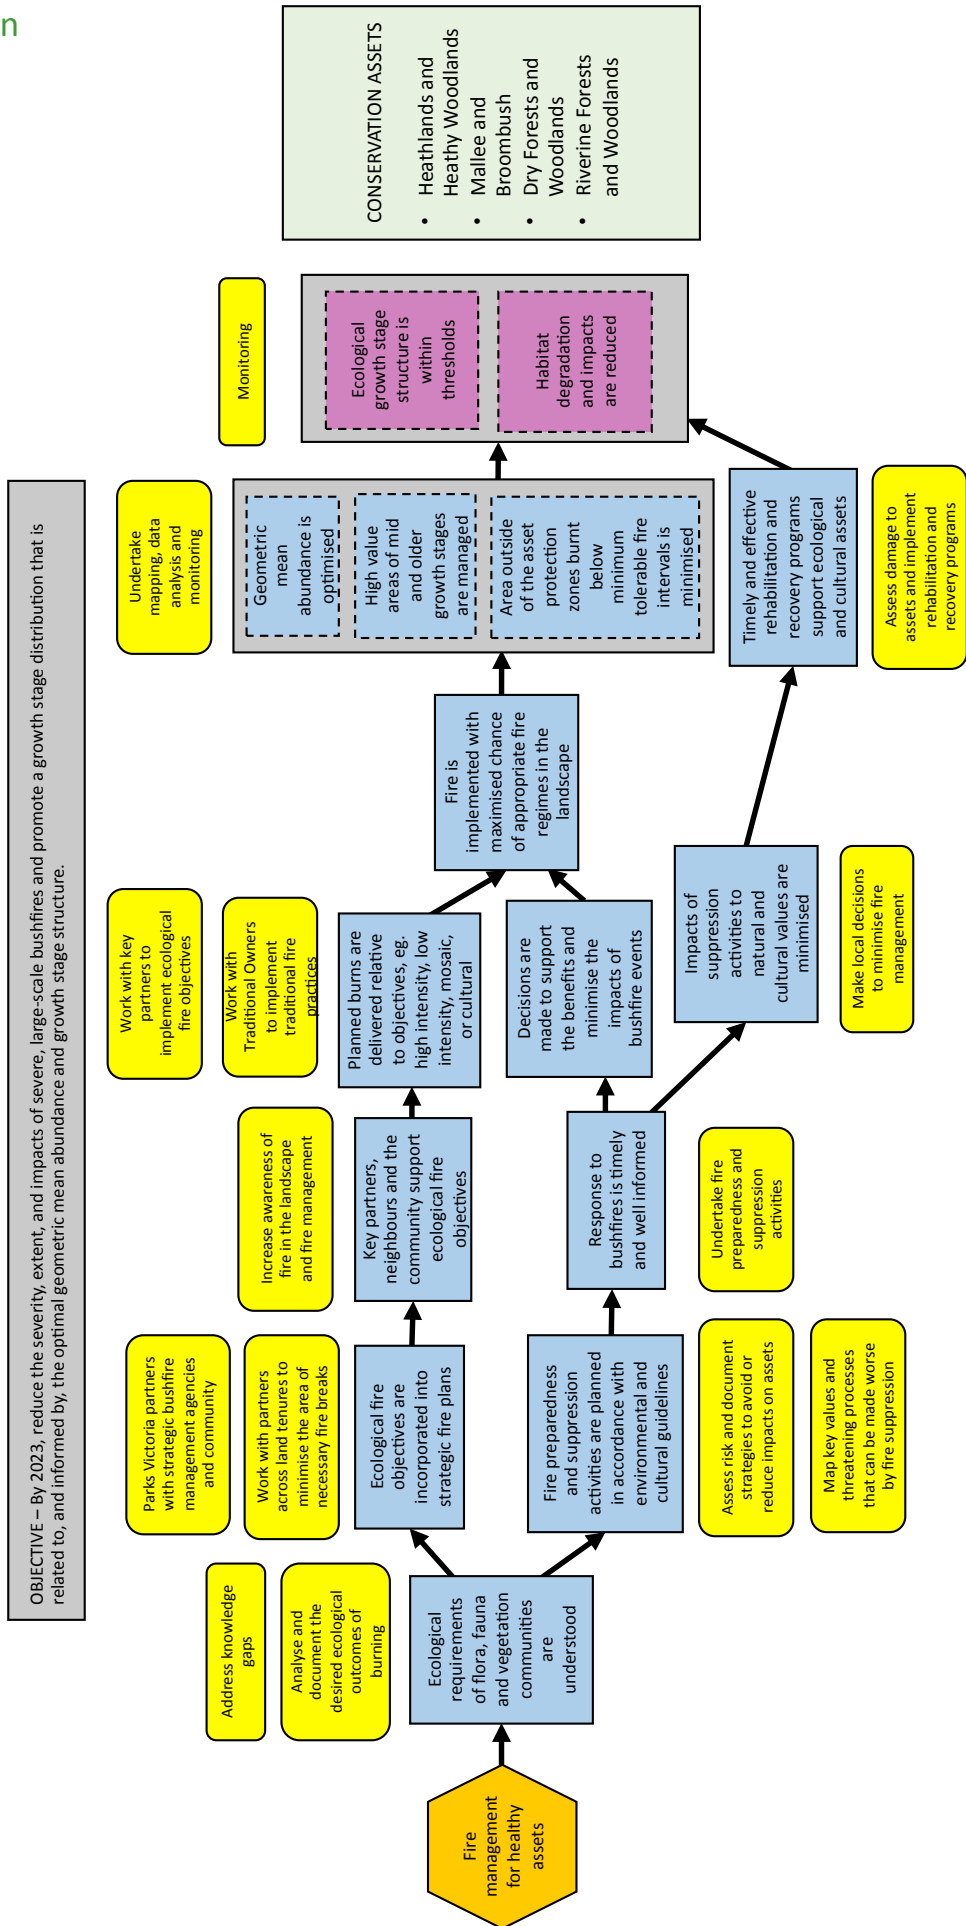 n
OBJECTIVE – By 2023, reduce the severity, extent, and impacts of severe, large-scale bushfires and promote a growth stage distribution that is
related to, and informed by, the optimal geometric mean abundance and growth stage structure.
Fire
management
for healthy
assets
Address knowledge
gaps
Analyse and
document the
desired ecological
outcomes of
burning
Ecological
requirements
of flora, fauna
and vegetation
communities
are
understood
Parks Victoria partners
with strategic bushfire
management agencies
and community
Work with partners
across land tenures to
minimise the area of
necessary fire breaks
Ecological fire
objectives are
incorporated into
strategic fire plans
Fire preparedness
and suppression
activities are planned
in accordance with
environmental and
cultural guidelines
Assess risk and document
strategies to avoid or
reduce impacts on assets
Map key values and
threatening processes
that can be made worse
by fire suppression
Increase awareness of
fire in the landscape
and fire management
Key partners,
neighbours and the
community support
ecological fire
objectives
Response to
bushfires is timely
and well informed
Undertake fire
preparedness and
suppression
activities
Work with key
partners to
implement ecological
fire objectives
Work with
Traditional Owners
to implement
traditional fire
practices
Planned burns are
delivered relative
to objectives, eg.
high intensity, low
intensity, mosaic,
or cultural
Decisions are
made to support
the benefits and
minimise the
impacts of
bushfire events
Impacts of
suppression
activities to
natural and
cultural values are
minimised
Make local decisions
to minimise fire
management
Fire is
implemented with
maximised chance
of appropriate fire
regimes in the
landscape
Undertake
mapping, data
analysis and
monitoring
Geometric
mean
abundance is
optimised
High value
areas of mid
and older
growth stages
are managed
Area outside
of the asset
protection
zones burnt
below
minimum
tolerable fire
intervals is
minimised
Timely and effective
rehabilitation and
recovery programs
support ecological
and cultural assets
Assess damage to
assets and implement
rehabilitation and
recovery programs
Monitoring
Ecological
growth stage
structure is
within
thresholds
Habitat
degradation
and impacts
are reduced
CONSERVATION ASSETS
• Heathlands and
Heathy Woodlands
• Mallee and
Broombush
• Dry Forests and
Woodlands
• Riverine Forests
and Woodlands